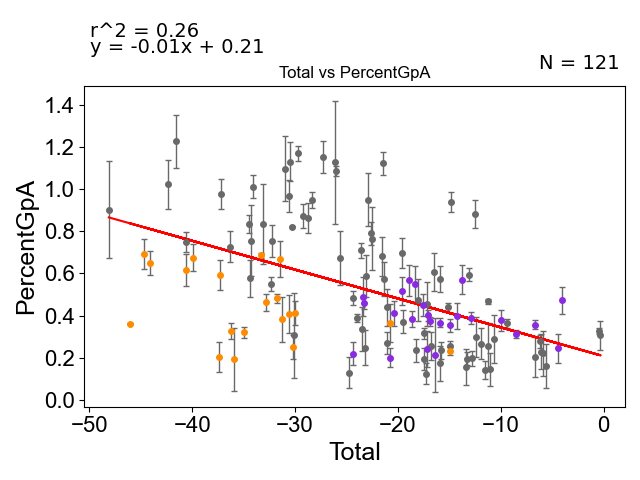 r^2 = 0.26
y = -0.01x + 0.21
N = 121
Total vs PercentGpA
1.4
1.2
1.0
0.8
0.6
0.4
0.2
0.0
PercentGpA
−50 −40 −30 −20 −10 0
Total